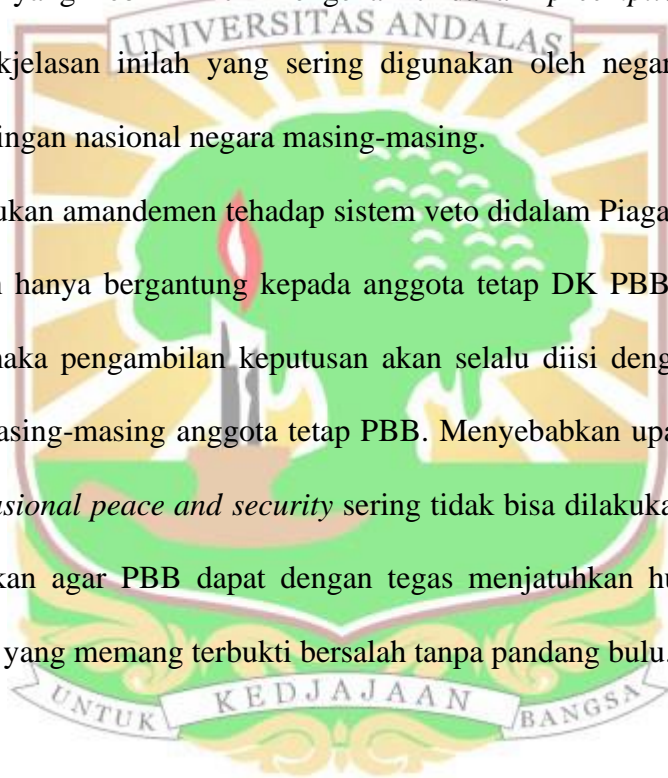 UNIVERSITAS ANDALAS
kjelasan inilah yang sering digunakan oleh negar
ingan nasional negara masing-masing.
ukan amandemen tehadap sistem veto didalam Piaga
hanya bergantung kepada anggota tetap DK PBB
naka pengambilan keputusan akan selalu diisi deng
asing-masing anggota tetap PBB. Menyebabkan upa
asional peace and security sering tidak bisa dilakuka
kan agar PBB dapat dengan tegas menjatuhkan hu
yang memang terbukti bersalah tanpa pandang bulu.
UNTUK KEDJAJAAN BANGSA